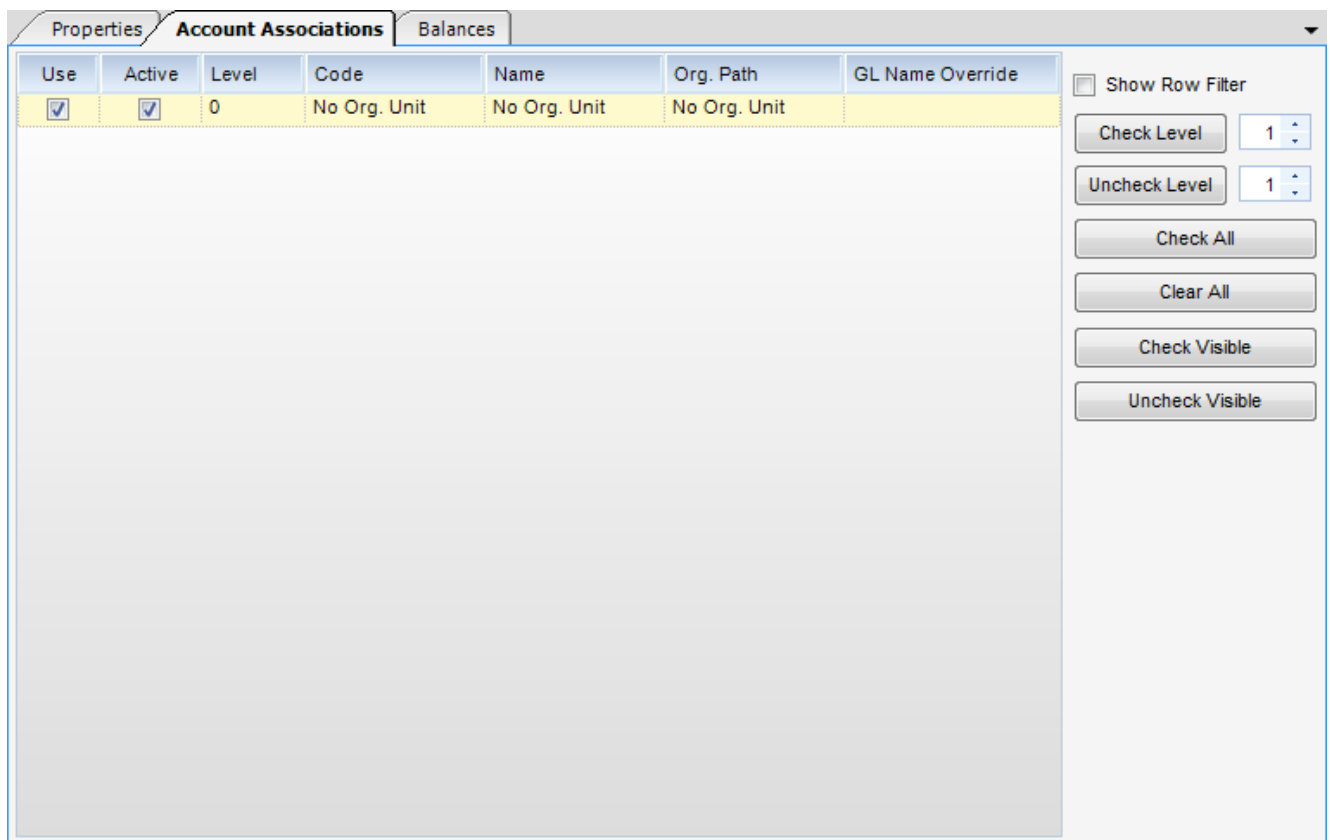 Properties Account Associations Balances
Use Active Level Code Name Org. Path GL Name Override
0 No Org. Unit No Org. Unit No Org. Unit
Show Row Filter
Check Level 1
Uncheck Level 1
Check All
Clear All
Check Visible
Uncheck Visible